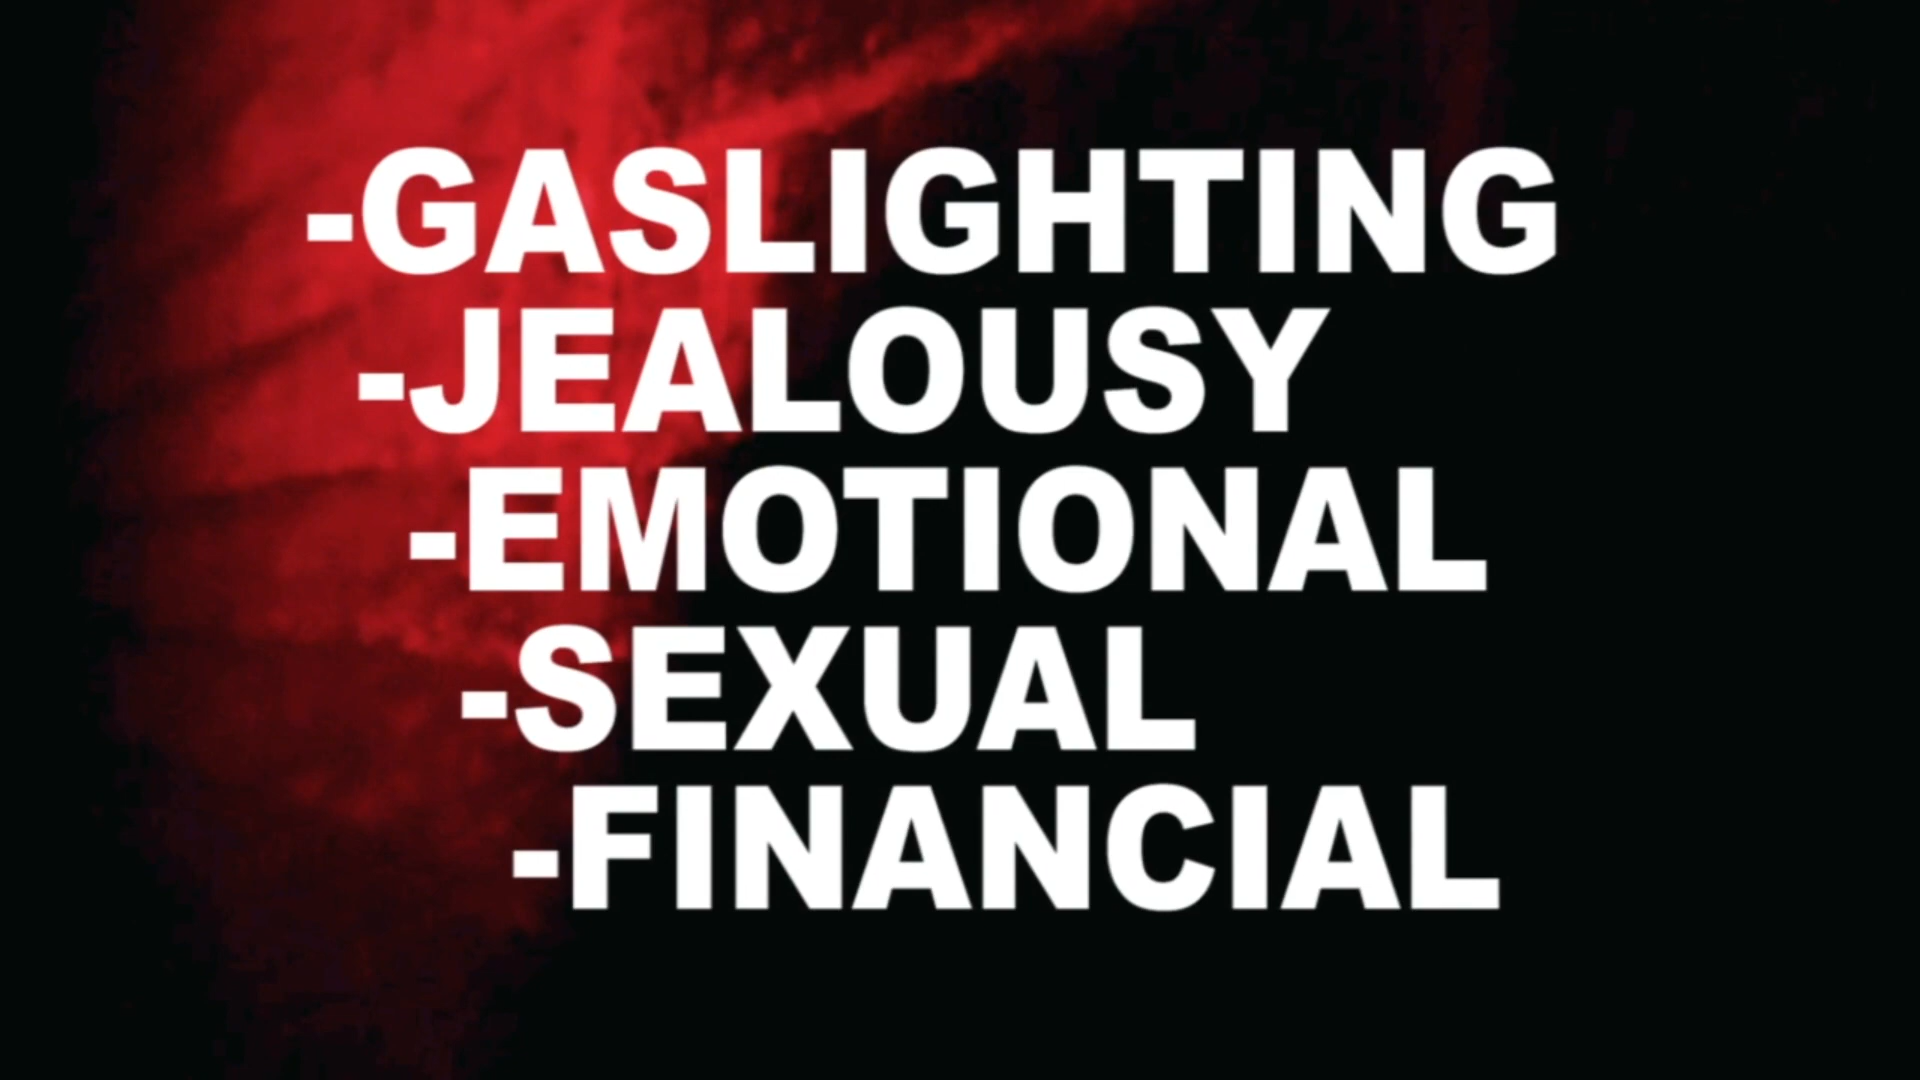 -GASLIGHTING
-JEALOUSY
-EMOTIONAL
-SEXUAL
-FINANCIAL